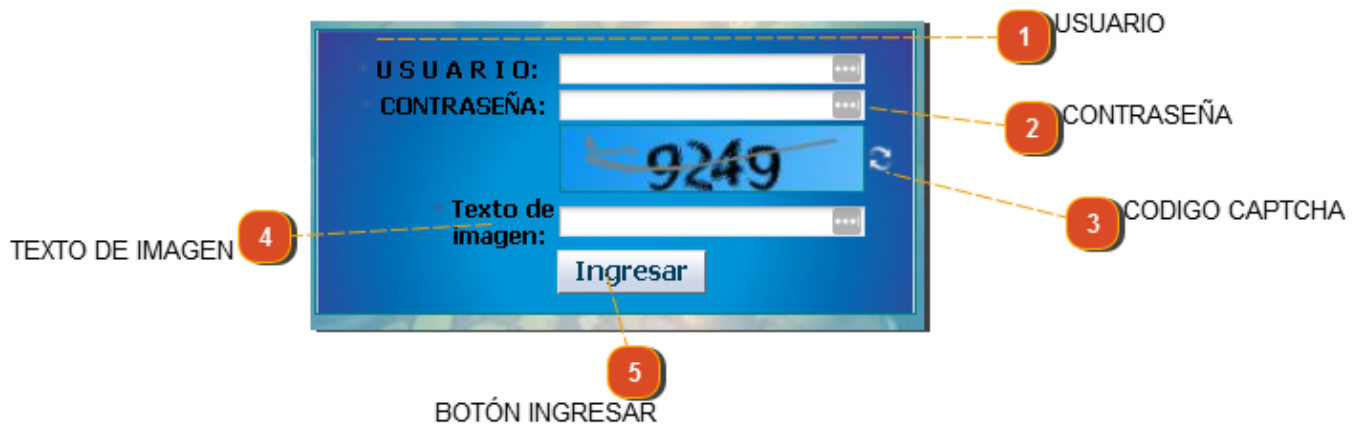 1 USUARIO
* U S U A R I O:
* CONTRASEÑA:
2 CONTRASEÑA
9249
3 CODIGO CAPTCHA
* Texto de
imagen:
TEXTO DE IMAGEN 4
Ingresar
5
BOTÓN INGRESAR